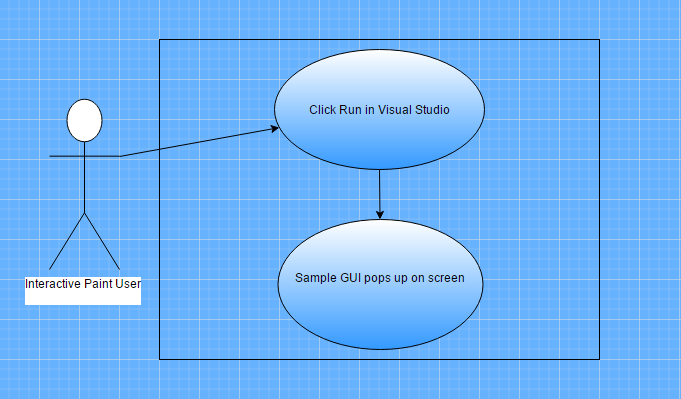 Click Run in Visual Studio
Sample GUI pops up on screen
Interactive Paint User